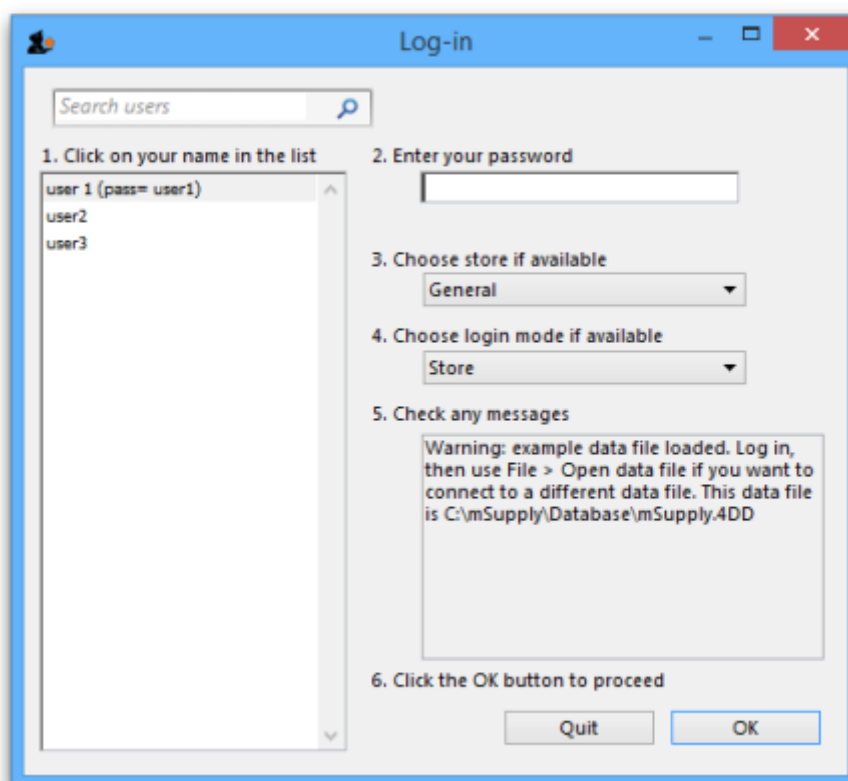 Log-in
Search users
1. Click on your name in the list
user 1 (pass= user1)
user2
user3
2. Enter your password
3. Choose store if available
General
4. Choose login mode if available
Store
5. Check any messages
Warning: example data file loaded. Log in,
then use File > Open data file if you want to
connect to a different data file. This data file
is C:\mSupply\Database\mSupply.4DD
6. Click the OK button to proceed
Quit
OK